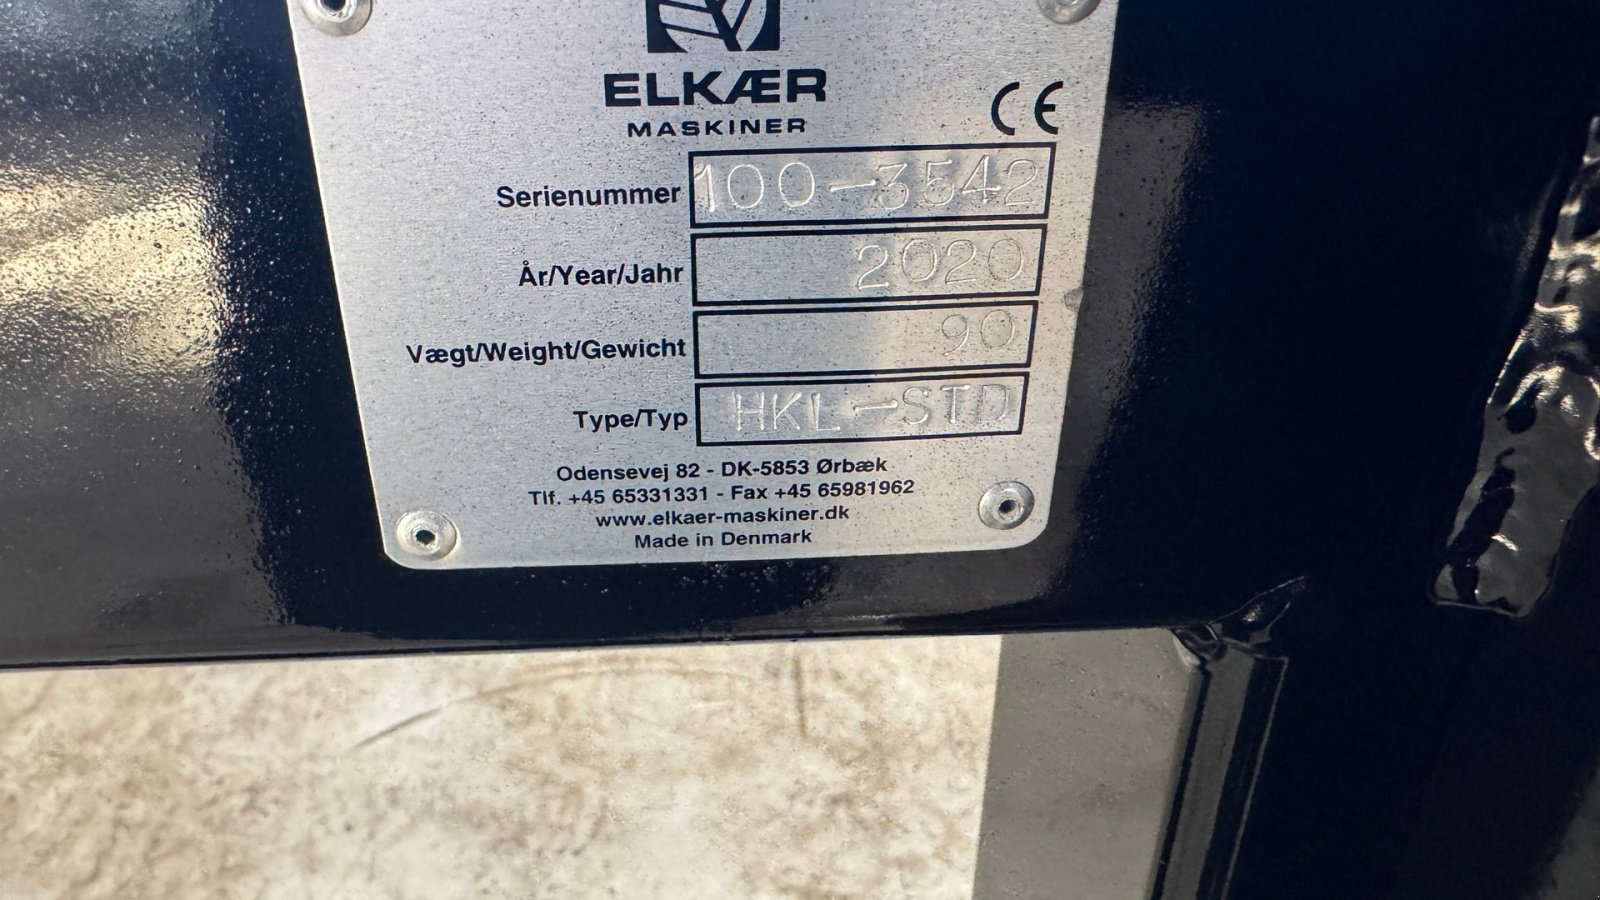 ELKÆR
MASKINER
CE
Serienummer 100-3542
År/Year/Jahr 2020
Vægt/Weight/Gewicht 90
Type/Typ HKL-STD
Odensevej 82 - DK-5853 Ørbæk
Tlf. +45 65331331 - Fax +45 65981962
www.elkaer-maskiner.dk
Made in Denmark